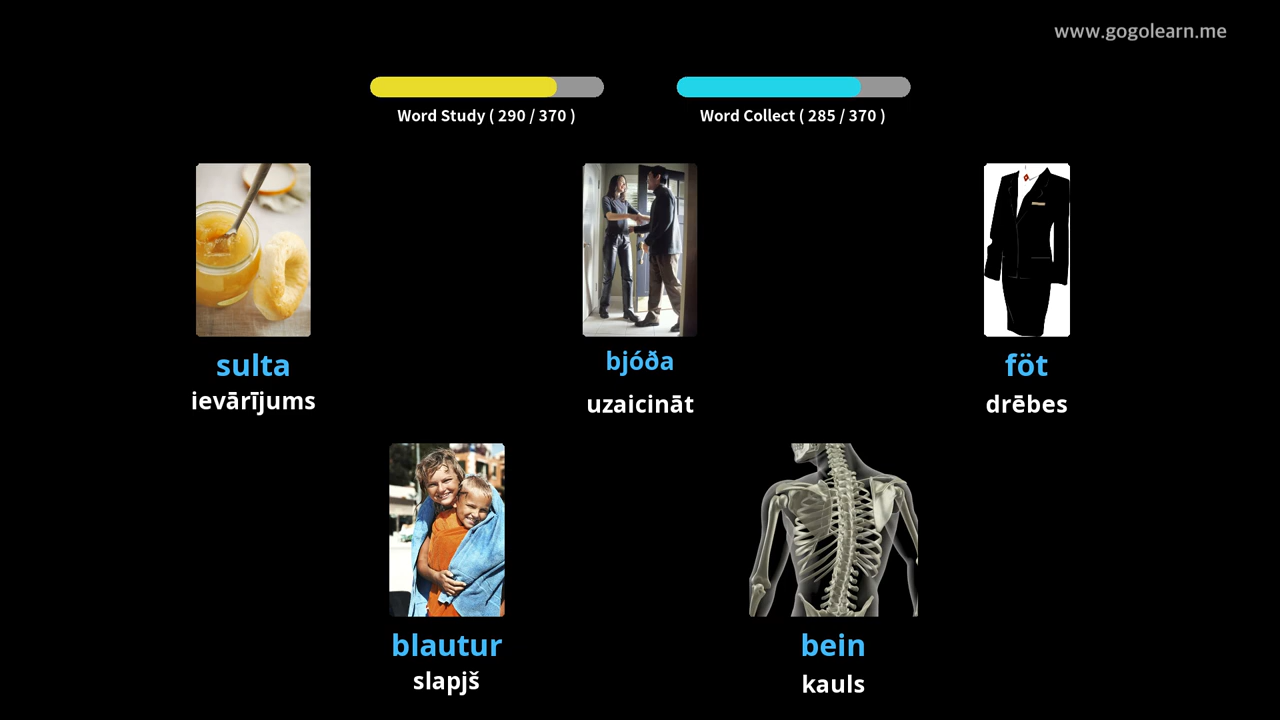 www.gogolearn.me
Word Study ( 290 / 370 )
Word Collect ( 285 / 370 )
sulta
ievārījums
bjóða
uzaicināt
föt
drēbes
blautur
slapjš
bein
kauls